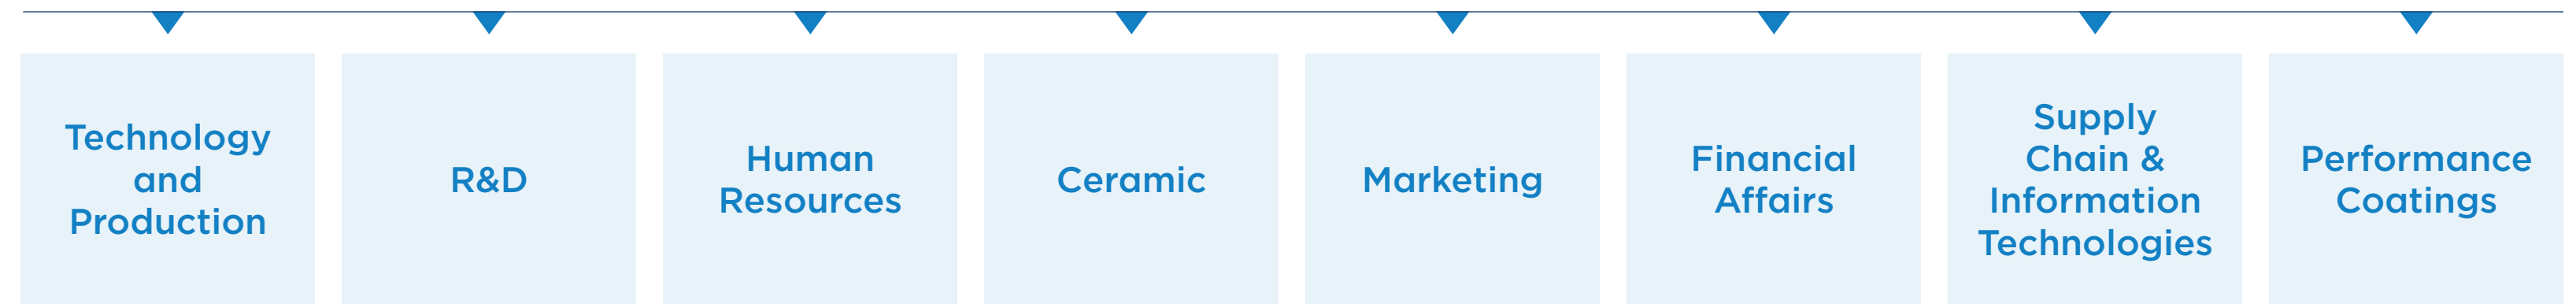 Technology
and
Production
R&D
Human
Resources
Ceramic
Marketing
Financial
Affairs
Supply
Chain &
Information
Technologies
Performance
Coatings